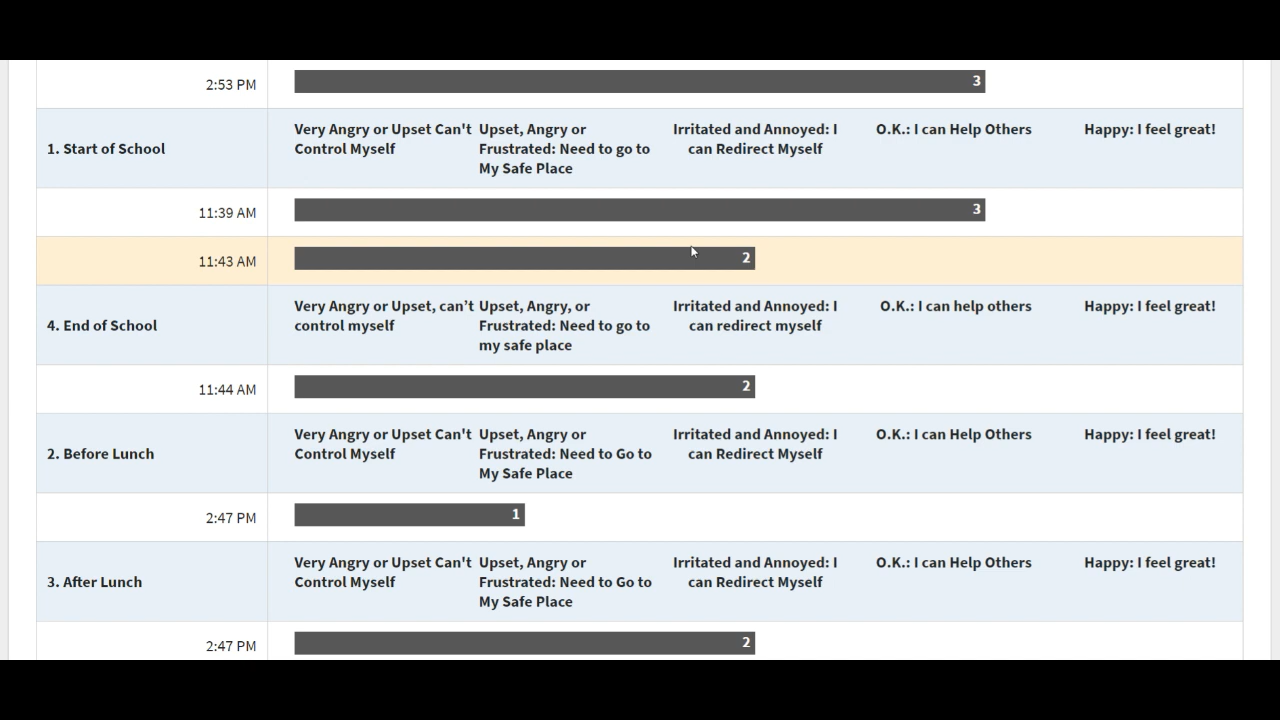 2:53 PM 3
1. Start of School
Very Angry or Upset Can't Control Myself
Upset, Angry or Frustrated: Need to go to My Safe Place
Irritated and Annoyed: I can Redirect Myself
O.K.: I can Help Others
Happy: I feel great!
11:39 AM 3
11:43 AM 2
4. End of School
Very Angry or Upset, can’t control myself
Upset, Angry, or Frustrated: Need to go to my safe place
Irritated and Annoyed: I can redirect myself
O.K.: I can help others
Happy: I feel great!
11:44 AM 2
2. Before Lunch
Very Angry or Upset Can't Control Myself
Upset, Angry or Frustrated: Need to Go to My Safe Place
Irritated and Annoyed: I can Redirect Myself
O.K.: I can Help Others
Happy: I feel great!
2:47 PM 1
3. After Lunch
Very Angry or Upset Can't Control Myself
Upset, Angry or Frustrated: Need to Go to My Safe Place
Irritated and Annoyed: I can Redirect Myself
O.K.: I can Help Others
Happy: I feel great!
2:47 PM 2